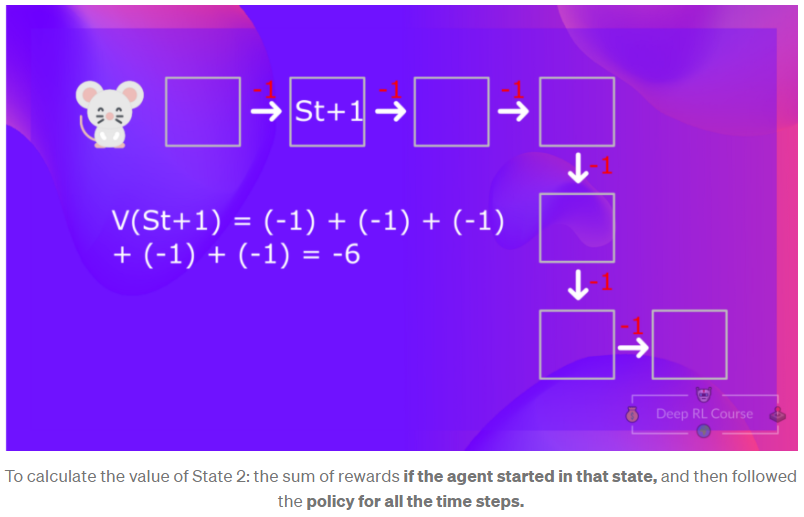 -1 -1 -1
St+1
-1
V(St+1) = (-1) + (-1) + (-1)
+ (-1) + (-1) = -6
-1
-1
Deep RL Course
To calculate the value of State 2: the sum of rewards if the agent started in that state, and then followed
the policy for all the time steps.